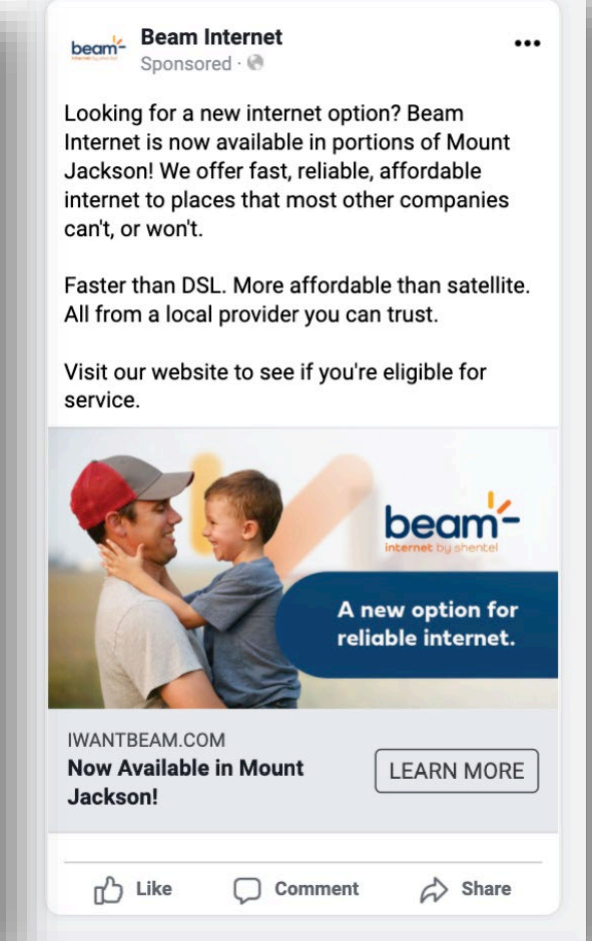 beam
internet by shentel
Beam Internet
Sponsored ·
Looking for a new internet option? Beam
Internet is now available in portions of Mount
Jackson! We offer fast, reliable, affordable
internet to places that most other companies
can't, or won't.
Faster than DSL. More affordable than satellite.
All from a local provider you can trust.
Visit our website to see if you're eligible for
service.
beam
internet by shentel
A new option for
reliable internet.
IWANTBEAM.COM
Now Available in Mount
Jackson!
LEARN MORE
Like
Comment
Share